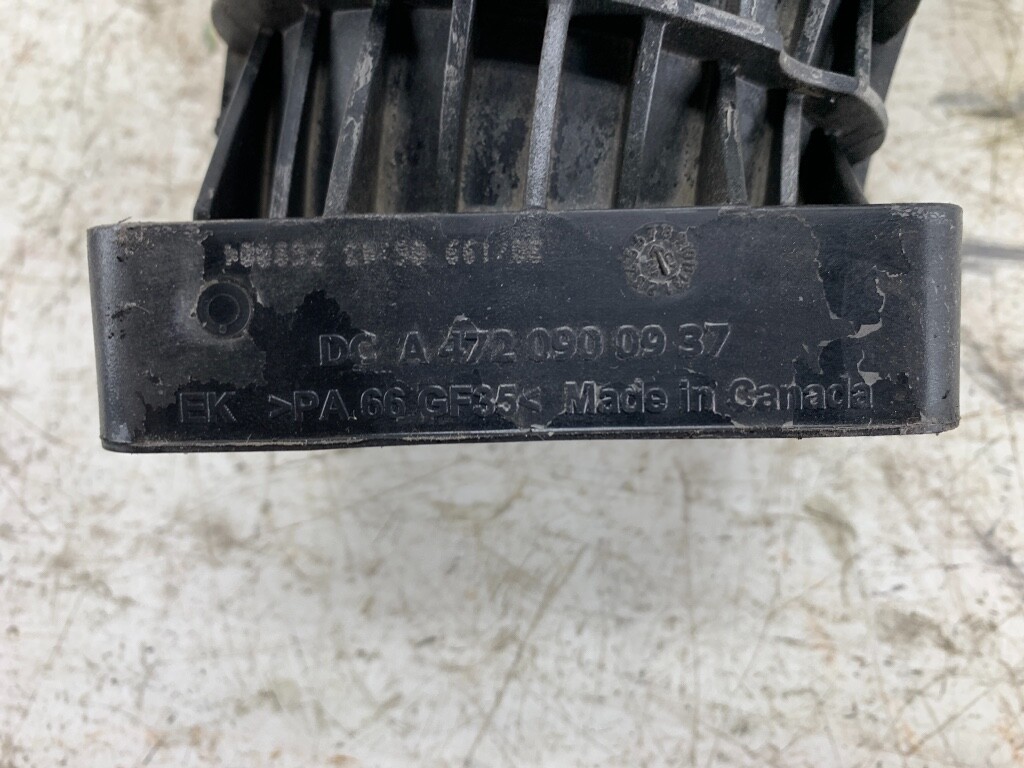 DC A 472 090 09 37
EK >PA 66 GF35< Made in Canada